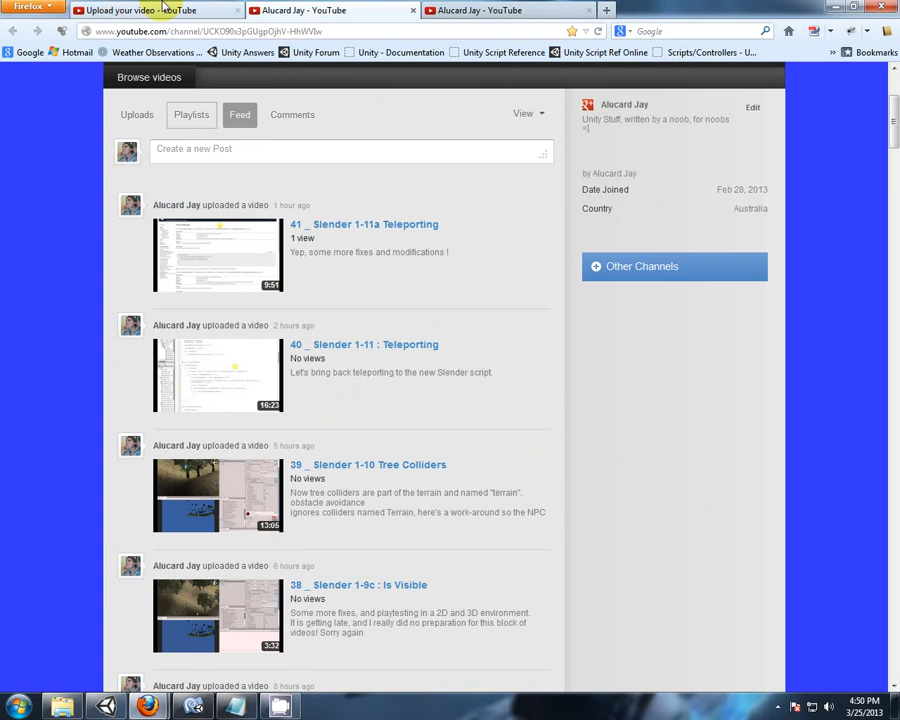 Firefox
Upload your video - YouTube
Alucard Jay - YouTube
Alucard Jay - YouTube
www.youtube.com/channel/UCKO90x3pGUgpOjhV-HhWVIw
Google
Google
Hotmail
Weather Observations ...
Unity Answers
Unity Forum
Unity - Documentation
Unity Script Reference
Unity Script Ref Online
Scripts/Controllers - U...
Bookmarks
Browse videos
Uploads
Playlists
Feed
Comments
View
Create a new Post
Alucard Jay uploaded a video 1 hour ago
41 _ Slender 1-11a Teleporting
1 view
Yep, some more fixes and modifications !
9:51
Alucard Jay uploaded a video 2 hours ago
40 _ Slender 1-11 : Teleporting
No views
Let's bring back teleporting to the new Slender script.
16:23
Alucard Jay uploaded a video 5 hours ago
39 _ Slender 1-10 Tree Colliders
No views
Now tree colliders are part of the terrain and named "terrain",
obstacle avoidance
ignores colliders named Terrain, here's a work-around so the NPC
13:05
Alucard Jay uploaded a video 6 hours ago
38 _ Slender 1-9c : Is Visible
No views
Some more fixes, and playtesting in a 2D and 3D environment.
It is getting late, and I really did no preparation for this block of
videos! Sorry again
3:32
Alucard Jay uploaded a video 8 hours ago
Alucard Jay
Edit
Unity Stuff, written by a noob, for noobs
=]
by Alucard Jay
Date Joined
Feb 28, 2013
Country
Australia
Other Channels
4:50 PM
3/25/2013